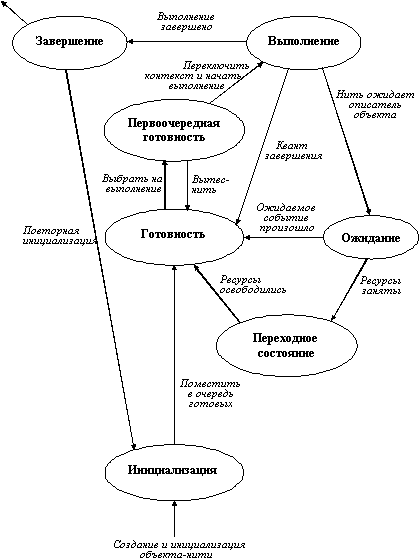 Выполнение
завершено
Завершение
Выполнение
Переключить
контекст и начать
выполнение
Нить ожидает
описатель
объекта
Первоочередная
готовность
Квант
завершения
Выбрать на
выполнение
Вытес-
нить
Ожидаемое
событие
произошло
Повторная
инициализация
Готовность
Ожидание
Ресурсы
освободились
Ресурсы
заняты
Переходное
состояние
Поместить
в очередь
готовых
Инициализация
Создание и инициализация
объекта-нити